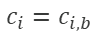 c_i = c_{i,b}